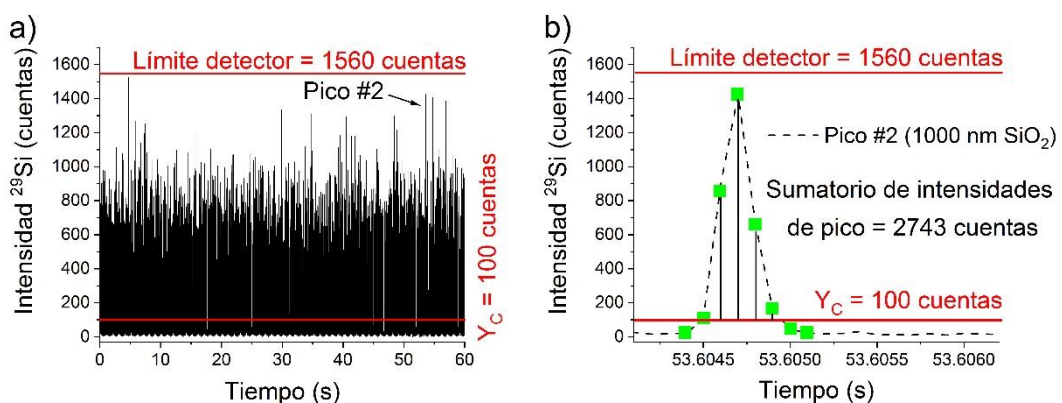 a)
Límite detector = 1560 cuentas
Pico #2
Intensidad ²⁹Si (cuentas)
1600
1400
1200
1000
800
600
400
200
0
Y_C = 100 cuentas
0 10 20 30 40 50 60
Tiempo (s)
b)
Límite detector = 1560 cuentas
Intensidad ²⁹Si (cuentas)
1600
1400
1200
1000
800
600
400
200
0
Pico #2 (1000 nm SiO₂)
Sumatorio de intensidades
de pico = 2743 cuentas
Y_C = 100 cuentas
53.6045 53.6050 53.6055 53.6060
Tiempo (s)